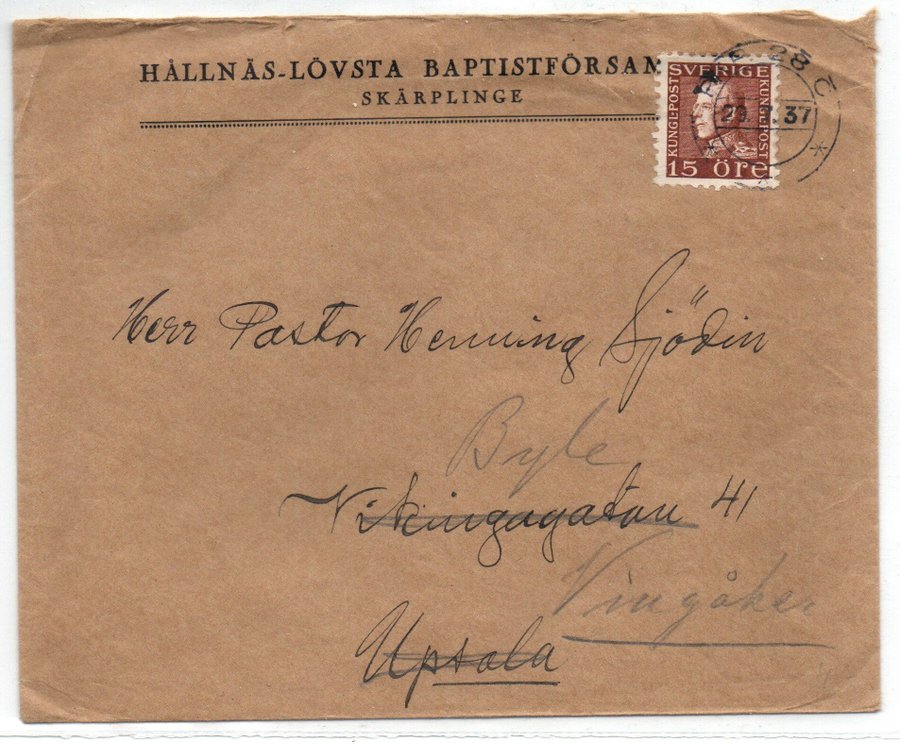 HÅLLNÄS-LÖVSTA BAPTISTFÖRSAM
SKÄRPLINGE
SVERIGE
KUNGL·POST
KUNGL·POST
15 öre
28 C
37
Herr Pastor Henning Sjödin
Byle
Vikingagatan 41
Vingåker
Upsala